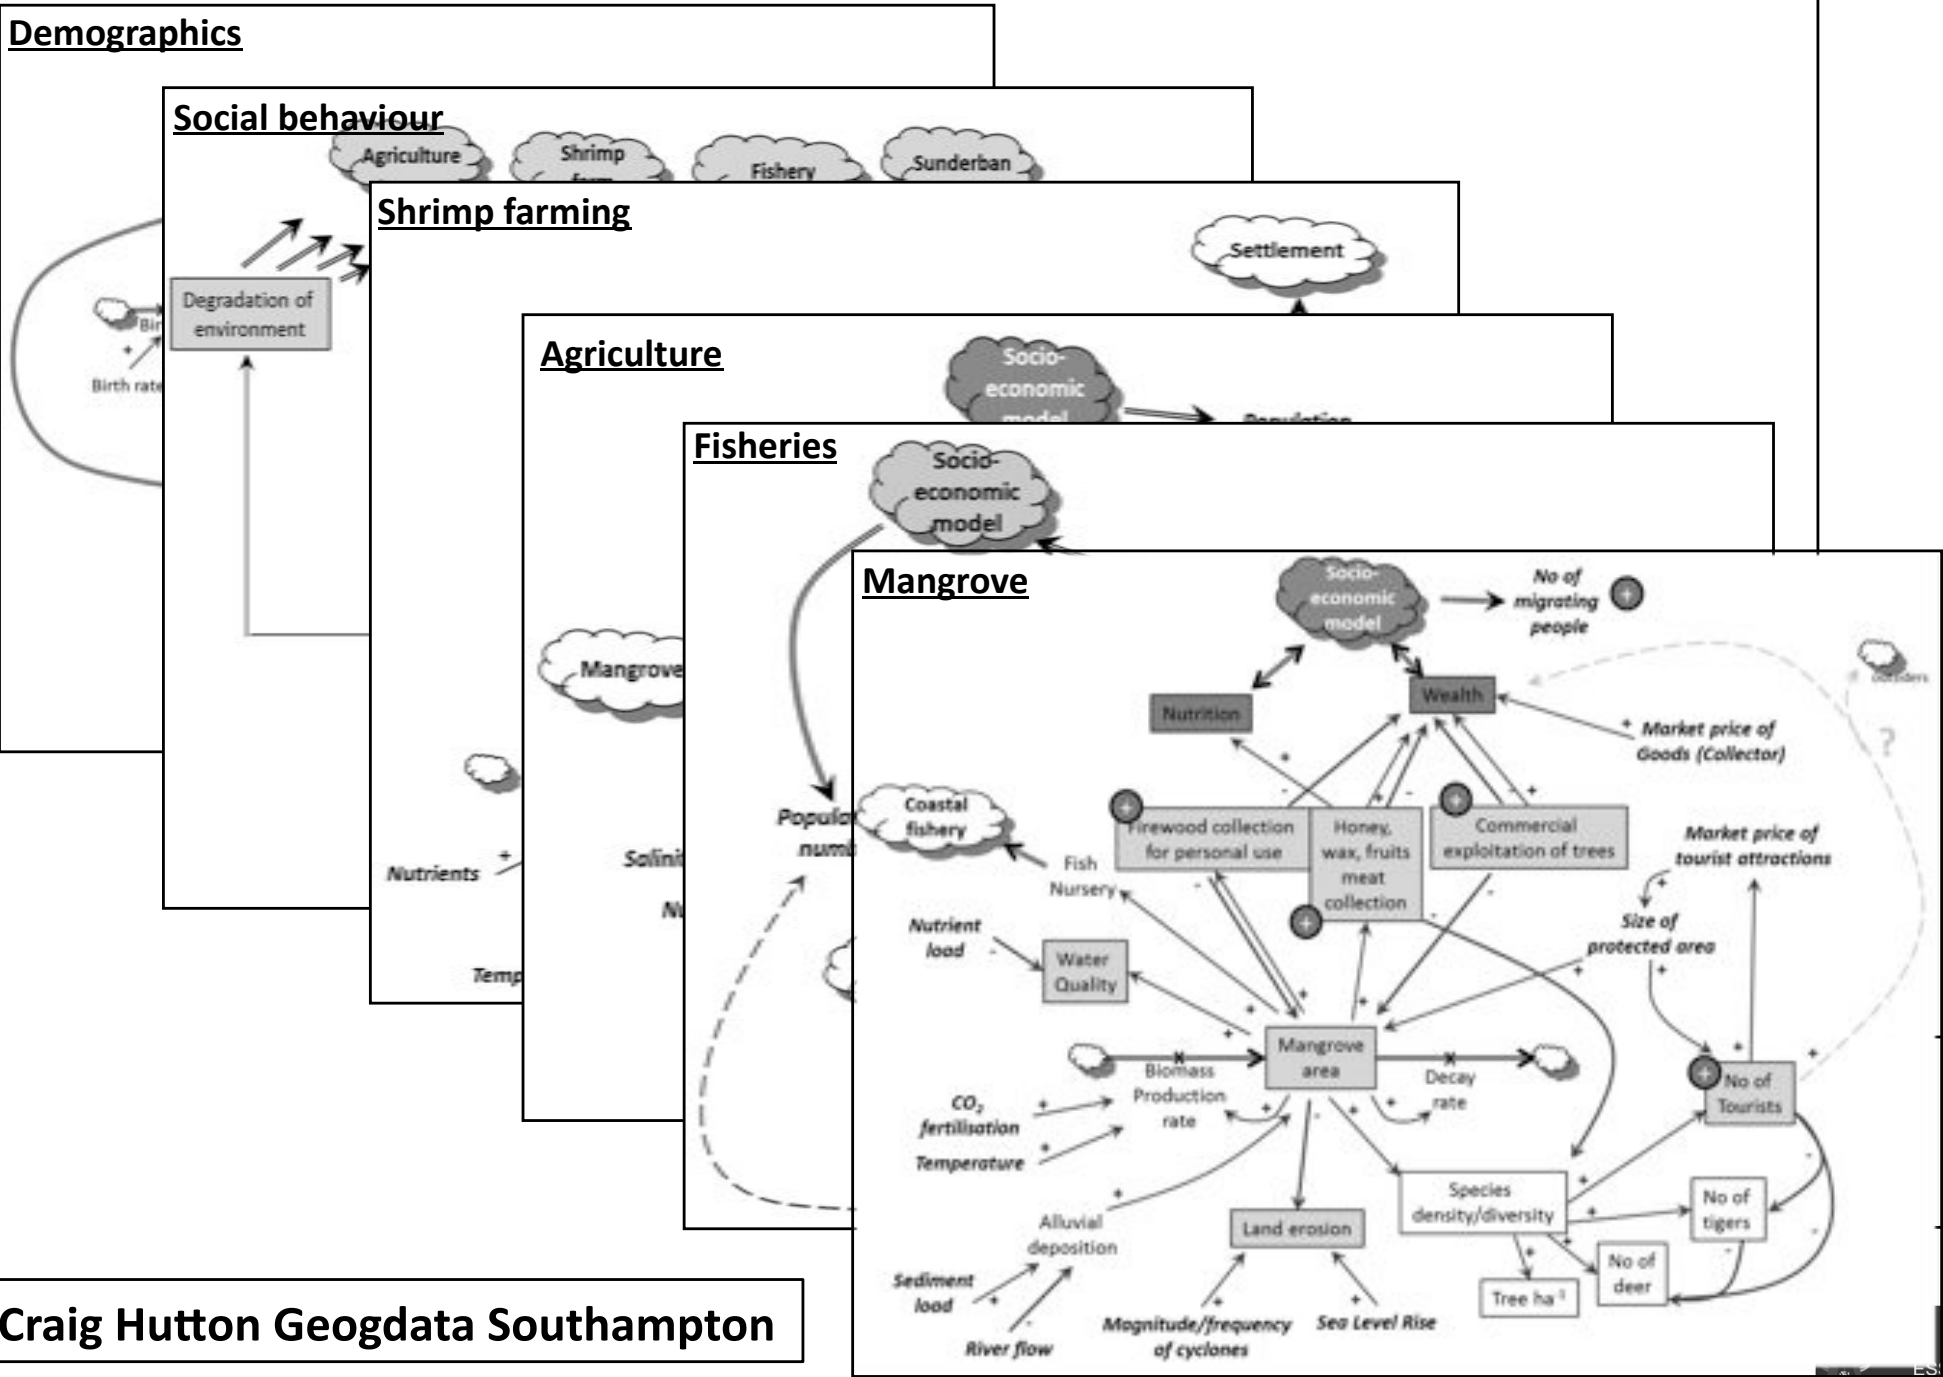 Demographics
Birth rate
Social behaviour
Agriculture
Shrimp
Fishery
Sunderban
Degradation of
environment
Shrimp farming
Settlement
Nutrients
+
Agriculture
Socio-
economic
model
Population
Mangrove
Fisheries
Socio-
economic
model
Mangrove
Socio-
economic
model
No of
migrating
people
Nutrition
Wealth
outsiders
?
+ Market price of
Goods (Collector)
Coastal
fishery
Fish
Nursery
Firewood collection
for personal use
Honey,
wax, fruits
meat
collection
Commercial
exploitation of trees
Market price of
tourist attractions
Size of
protected area
Nutrient
load
Water
Quality
Mangrove
area
Biomass
Production
rate
Decay
rate
CO₂
fertilisation
Temperature
No of
Tourists
Species
density/diversity
No of
tigers
No of
deer
Tree ha⁻¹
Alluvial
deposition
Land erosion
Sediment
load
River flow
Magnitude/frequency
of cyclones
Sea Level Rise
Craig Hutton Geogdata Southampton